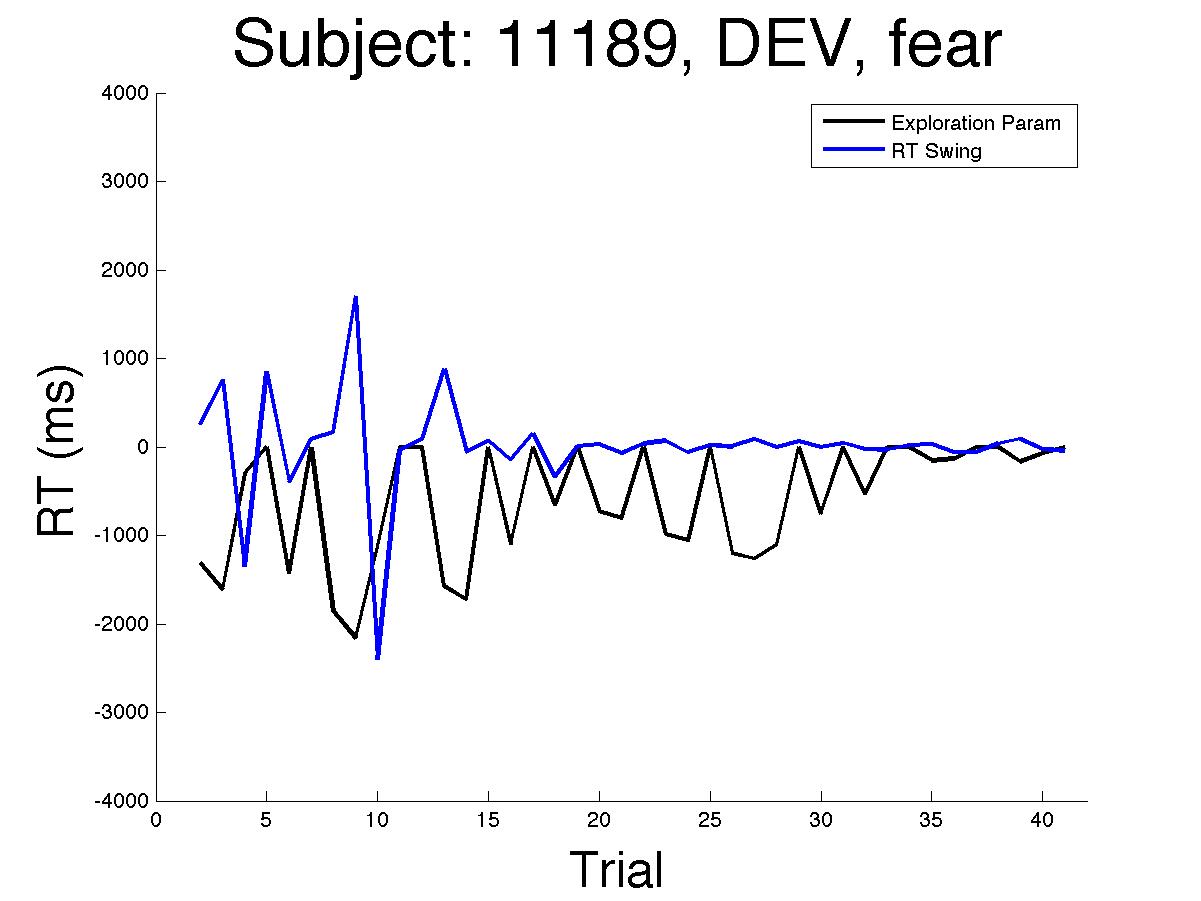 Subject: 11189, DEV, fear
4000
3000
2000
1000
0
-1000
-2000
-3000
-4000
RT (ms)
Exploration Param
RT Swing
0 5 10 15 20 25 30 35 40
Trial